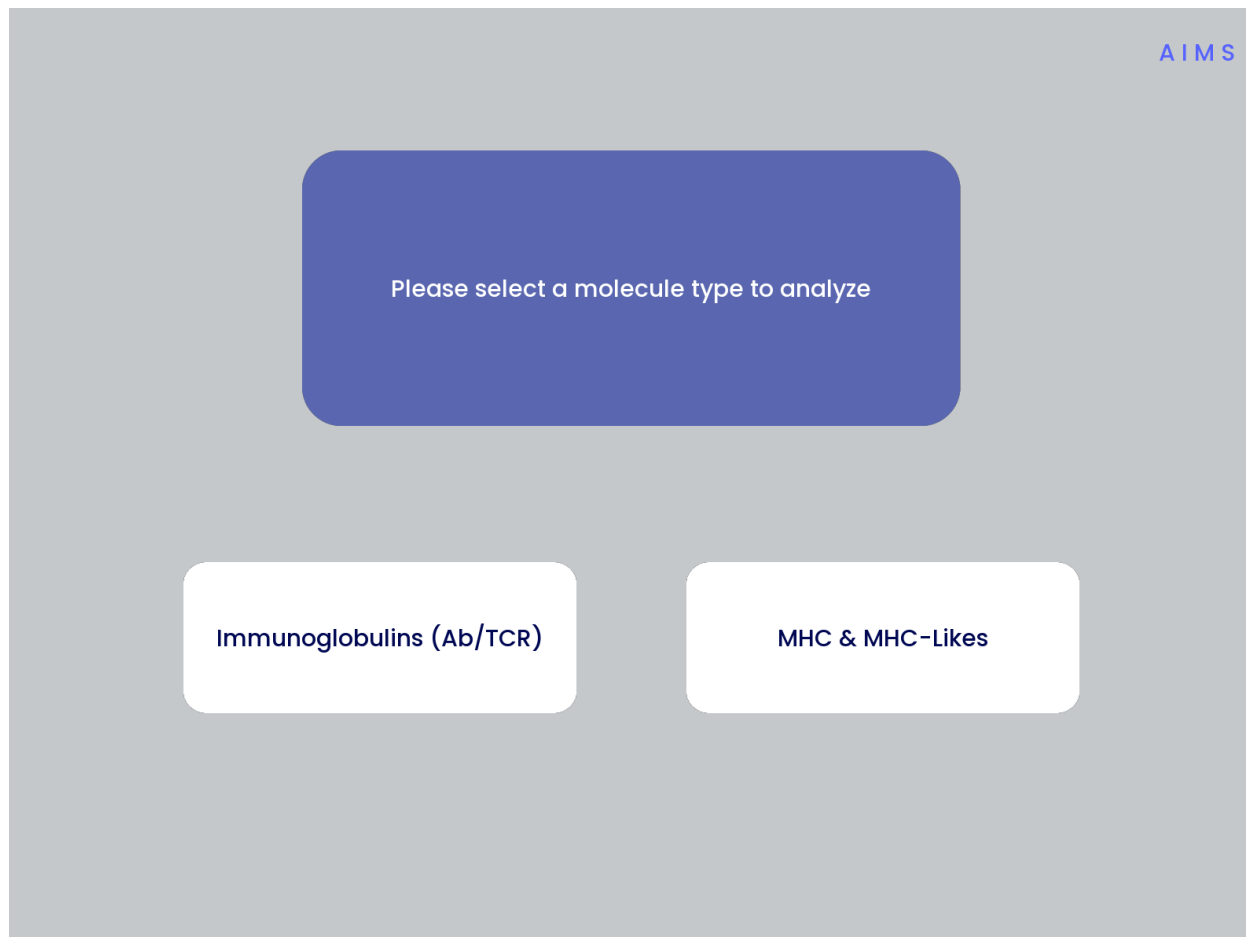 AIMS
Please select a molecule type to analyze
Immunoglobulins (Ab/TCR)
MHC & MHC-Likes